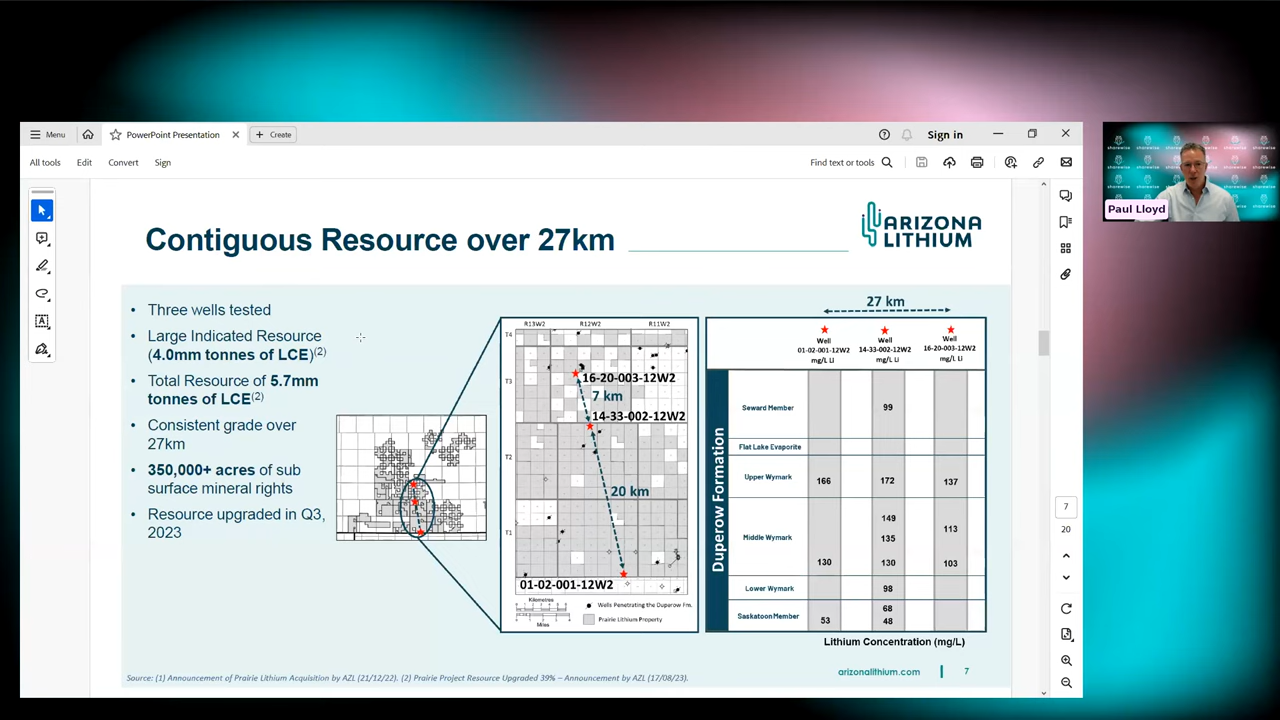 Menu
PowerPoint Presentation
Create
Sign in
All tools
Edit
Convert
Sign
Find text or tools
Paul Lloyd
Contiguous Resource over 27km
ARIZONA
LITHIUM
• Three wells tested
• Large Indicated Resource
(4.0mm tonnes of LCE)(2)
• Total Resource of 5.7mm
tonnes of LCE(2)
• Consistent grade over
27km
• 350,000+ acres of sub
surface mineral rights
• Resource upgraded in Q3,
2023
R13W2 R12W2 R11W2
T4
T3
T2
T1
16-20-003-12W2
7 km
14-33-002-12W2
20 km
01-02-001-12W2
Kilometres
Miles
Wells Penetrating the Duperow Fm.
Prairie Lithium Property
27 km
Well
01-02-001-12W2
mg/L Li
Well
14-33-002-12W2
mg/L Li
Well
16-20-003-12W2
mg/L Li
Duperow Formation
Seward Member 99
Flat Lake Evaporite
Upper Wymark 166 172 137
149
135
113
Middle Wymark
130 130 103
Lower Wymark 98
Saskatoon Member
68
53 48
Lithium Concentration (mg/L)
Source: (1) Announcement of Prairie Lithium Acquisition by AZL (21/12/22). (2) Prairie Project Resource Upgraded 39% – Announcement by AZL (17/08/23).
arizonalithium.com | 7
7
20